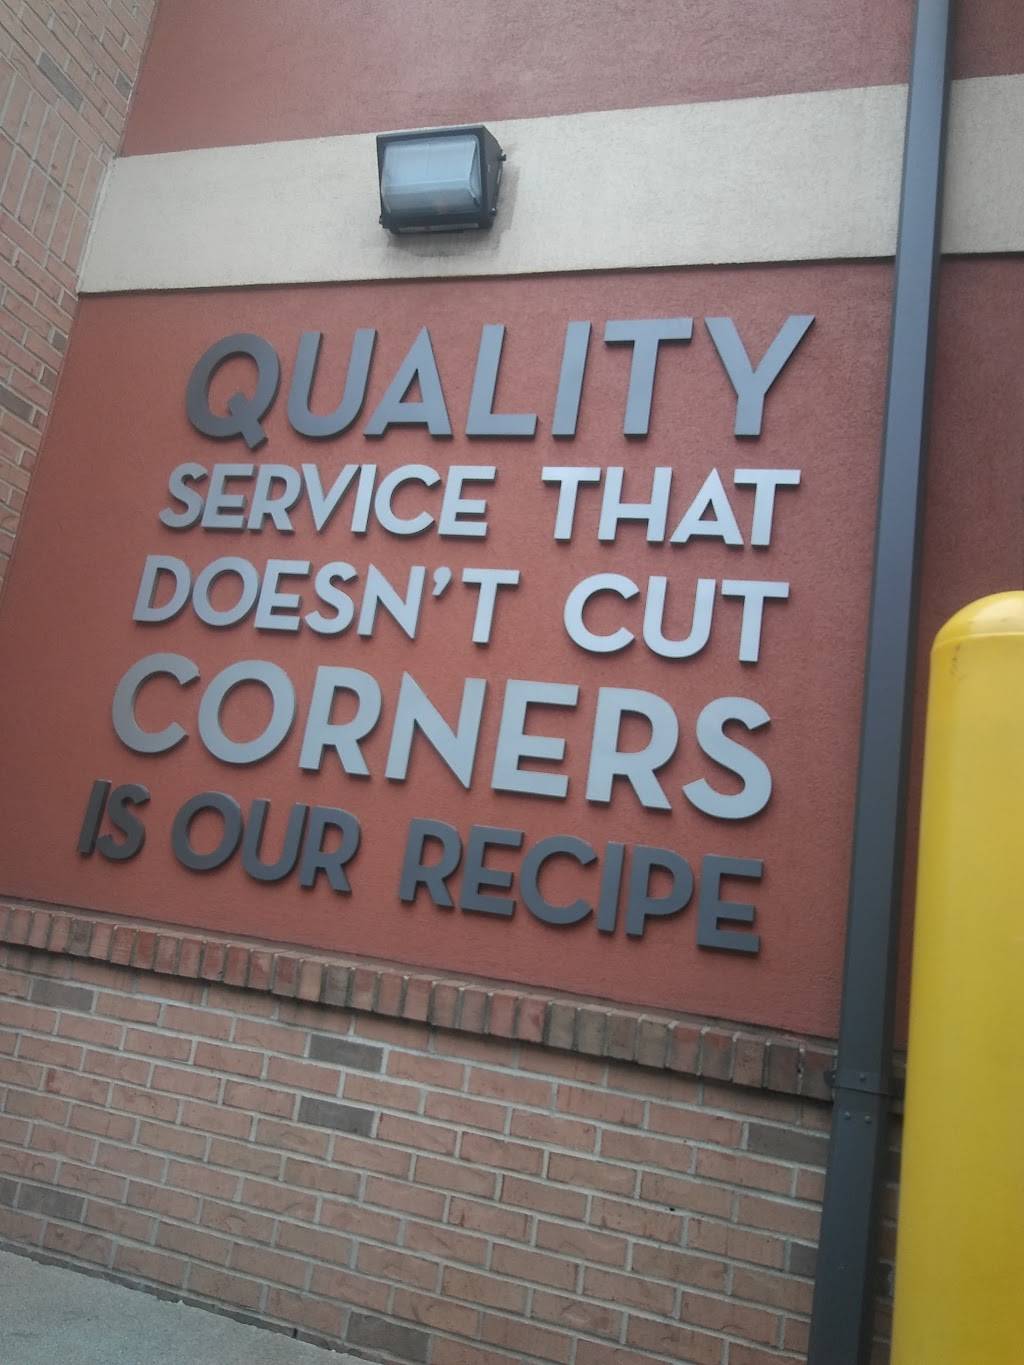 QUALITY
SERVICE THAT
DOESN'T CUT
CORNERS
IS OUR RECIPE